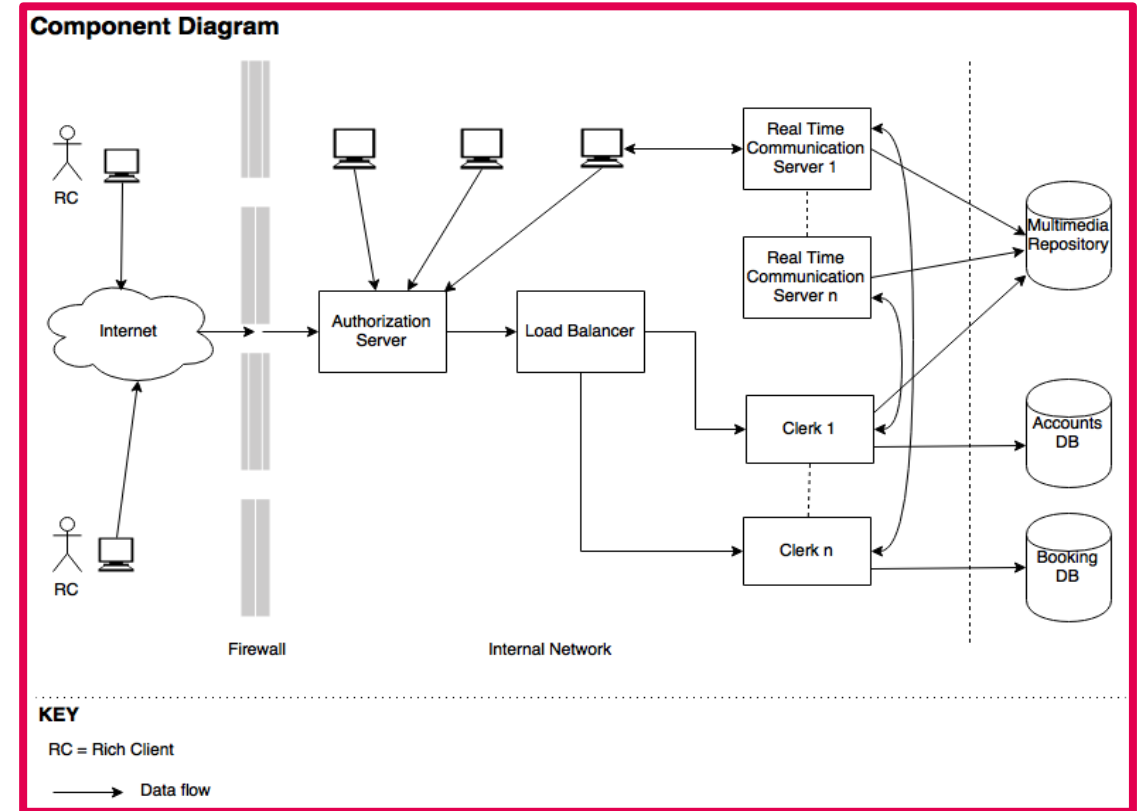 Component Diagram
RC
Internet
RC
Firewall
Authorization
Server
Load Balancer
Internal Network
Real Time
Communication
Server 1
Real Time
Communication
Server n
Clerk 1
Clerk n
Multimedia
Repository
Accounts
DB
Booking
DB
KEY
RC = Rich Client
Data flow